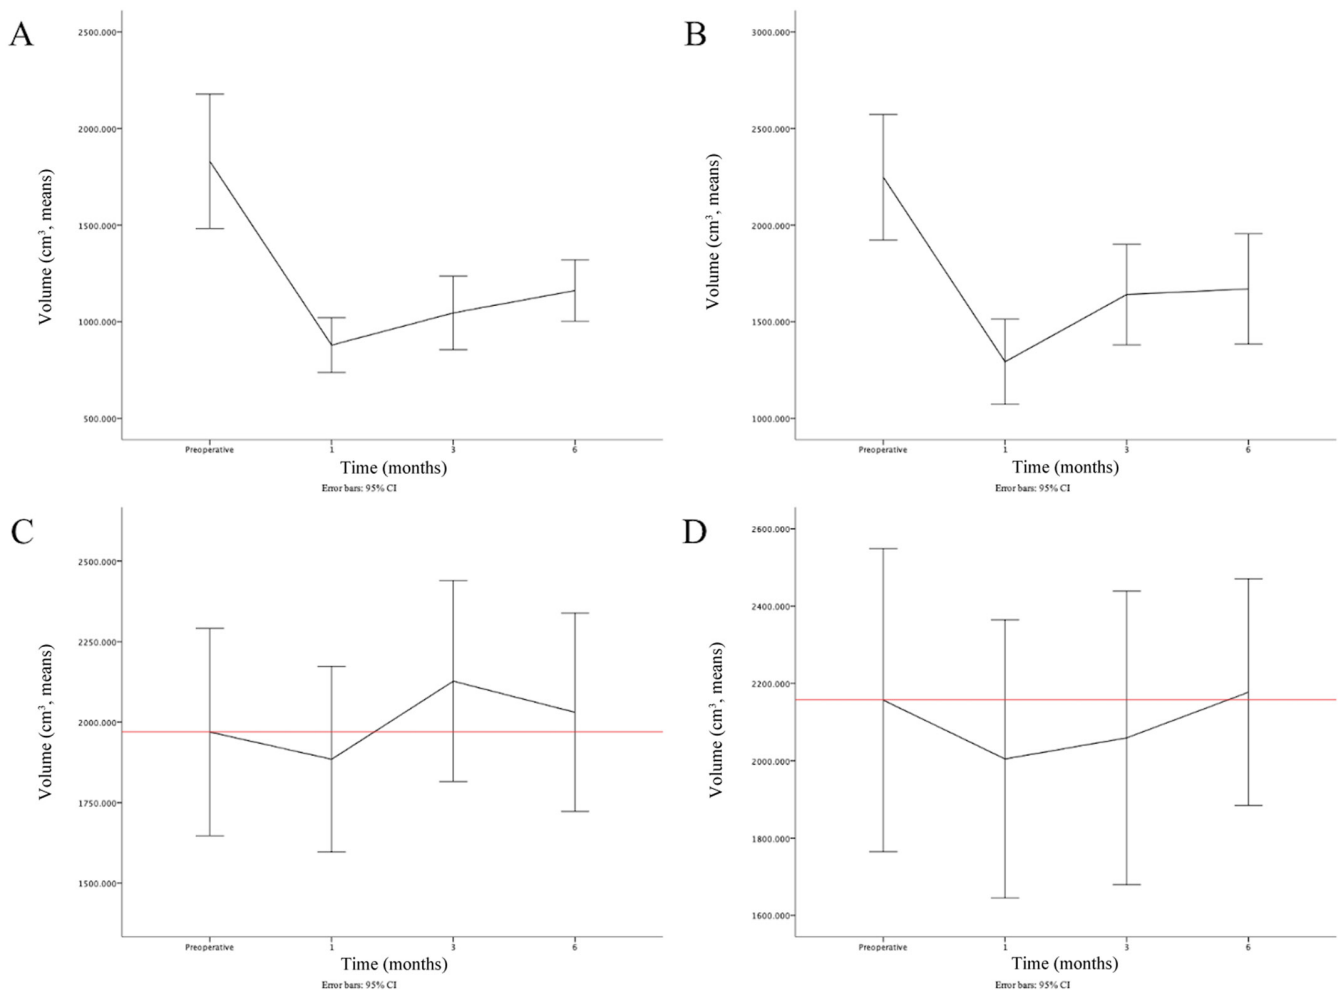 A
2500.000
2000.000
1500.000
1000.000
500.000
Volume (cm³, means)
Preoperative 1 3 6
Time (months)
Error bars: 95% CI
B
3000.000
2500.000
2000.000
1500.000
1000.000
Volume (cm³, means)
Preoperative 1 3 6
Time (months)
Error bars: 95% CI
C
2500.000
2250.000
2000.000
1750.000
1500.000
Volume (cm³, means)
Preoperative 1 3 6
Time (months)
Error bars: 95% CI
D
2600.000
2400.000
2200.000
2000.000
1800.000
1600.000
Volume (cm³, means)
Preoperative 1 3 6
Time (months)
Error bars: 95% CI